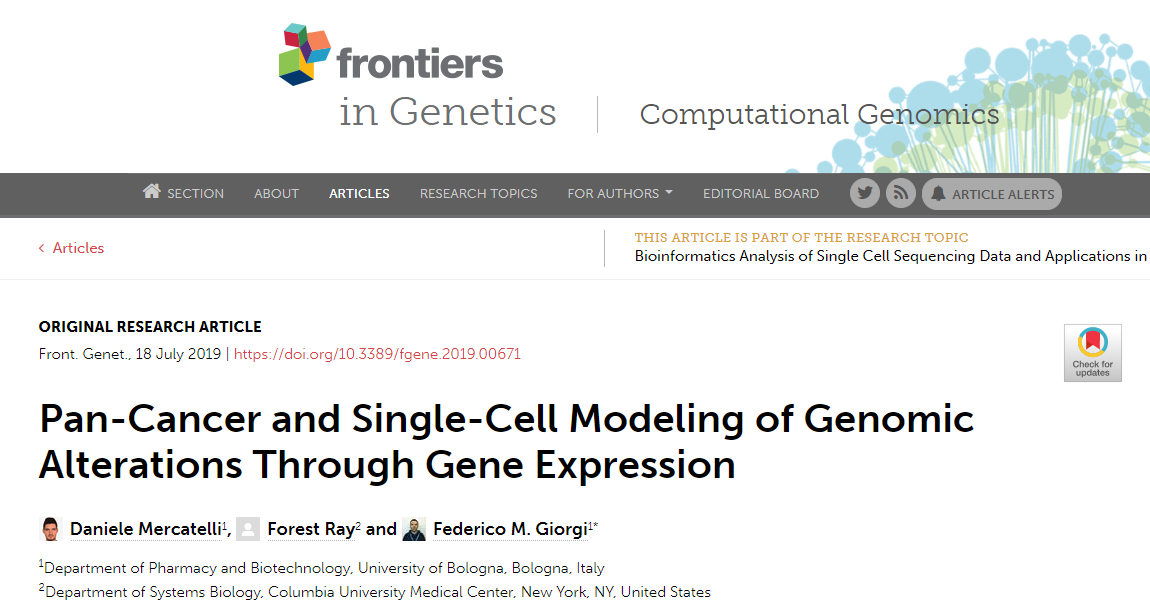 frontiers
in Genetics
Computational Genomics
SECTION ABOUT ARTICLES RESEARCH TOPICS FOR AUTHORS EDITORIAL BOARD ARTICLE ALERTS
< Articles
THIS ARTICLE IS PART OF THE RESEARCH TOPIC
Bioinformatics Analysis of Single Cell Sequencing Data and Applications in
ORIGINAL RESEARCH ARTICLE
Front. Genet., 18 July 2019 | https://doi.org/10.3389/fgene.2019.00671
Check for
updates
Pan-Cancer and Single-Cell Modeling of Genomic
Alterations Through Gene Expression
Daniele Mercatelli¹, Forest Ray² and Federico M. Giorgi¹*
¹Department of Pharmacy and Biotechnology, University of Bologna, Bologna, Italy
²Department of Systems Biology, Columbia University Medical Center, New York, NY, United States